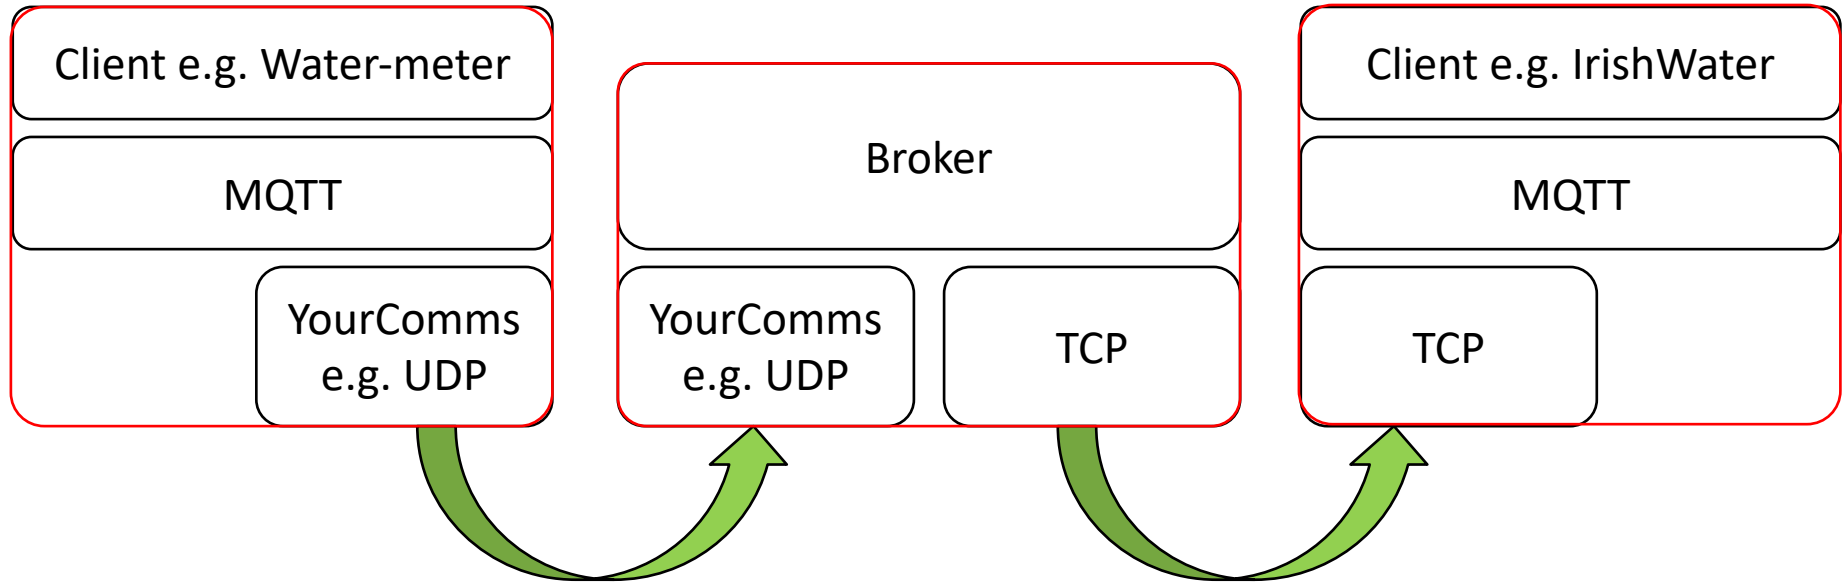 Client e.g. Water-meter
MQTT
YourComms
e.g. UDP
Broker
YourComms
e.g. UDP
TCP
Client e.g. IrishWater
MQTT
TCP